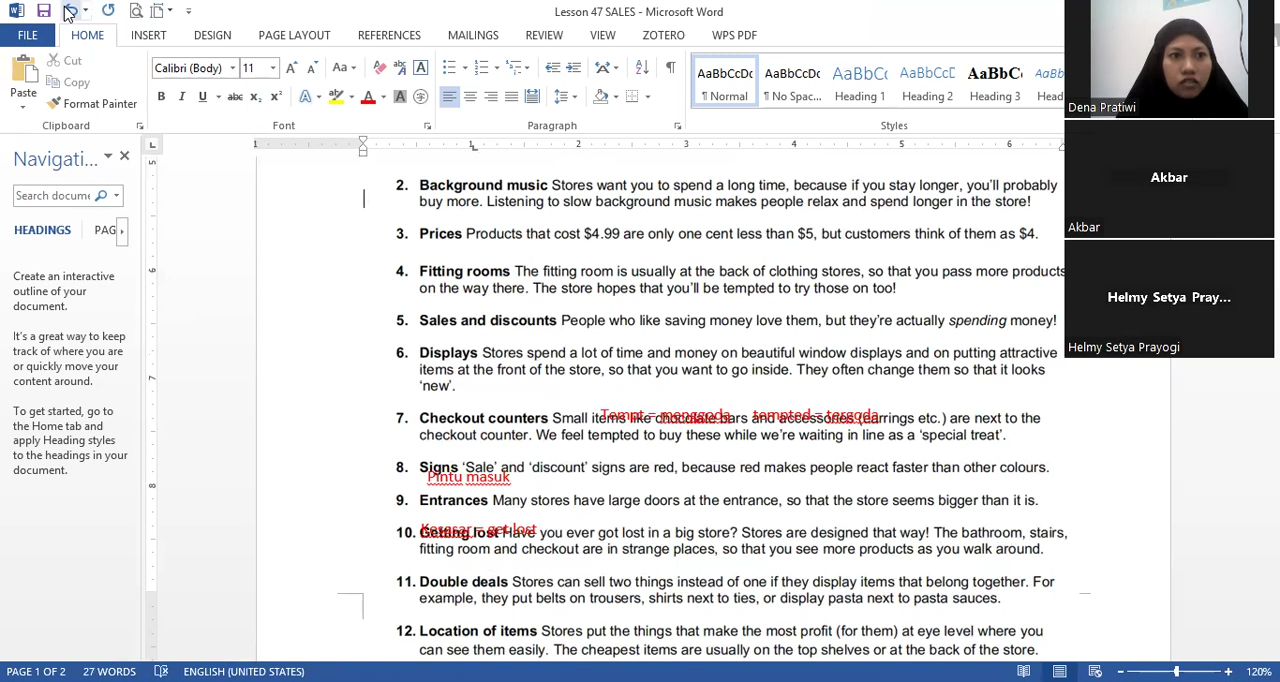 Lesson 47 SALES - Microsoft Word
FILE HOME INSERT DESIGN PAGE LAYOUT REFERENCES MAILINGS REVIEW VIEW ZOTERO WPS PDF
Paste
Cut
Copy
Format Painter
Clipboard
Calibri (Body) 11
Font
Paragraph
AaBbCcDc AaBbCcDc AaBbC AaBbCcD AaBbC AaBb
¶ Normal ¶ No Spac... Heading 1 Heading 2 Heading 3 Head
Styles
Navigati...
Search docume
HEADINGS PAG
Create an interactive
outline of your
document.
It's a great way to keep
track of where you are
or quickly move your
content around.
To get started, go to
the Home tab and
apply Heading styles
to the headings in your
document.
2. Background music Stores want you to spend a long time, because if you stay longer, you'll probably
buy more. Listening to slow background music makes people relax and spend longer in the store!
3. Prices Products that cost $4.99 are only one cent less than $5, but customers think of them as $4.
4. Fitting rooms The fitting room is usually at the back of clothing stores, so that you pass more products
on the way there. The store hopes that you'll be tempted to try those on too!
5. Sales and discounts People who like saving money love them, but they're actually spending money!
6. Displays Stores spend a lot of time and money on beautiful window displays and on putting attractive
items at the front of the store, so that you want to go inside. They often change them so that it looks
'new'.
Tempt = menggoda tempted = tergoda
7. Checkout counters Small items like chocolate bars and accessories (earrings etc.) are next to the
checkout counter. We feel tempted to buy these while we're waiting in line as a 'special treat'.
8. Signs 'Sale' and 'discount' signs are red, because red makes people react faster than other colours.
Pintu masuk
9. Entrances Many stores have large doors at the entrance, so that the store seems bigger than it is.
Kesasar = get lost
10. Getting lost Have you ever got lost in a big store? Stores are designed that way! The bathroom, stairs,
fitting room and checkout are in strange places, so that you see more products as you walk around.
11. Double deals Stores can sell two things instead of one if they display items that belong together. For
example, they put belts on trousers, shirts next to ties, or display pasta next to pasta sauces.
12. Location of items Stores put the things that make the most profit (for them) at eye level where you
can see them easily. The cheapest items are usually on the top shelves or at the back of the store.
Dena Pratiwi
Akbar
Akbar
Helmy Setya Pray...
Helmy Setya Prayogi
PAGE 1 OF 2 27 WORDS ENGLISH (UNITED STATES) 120%